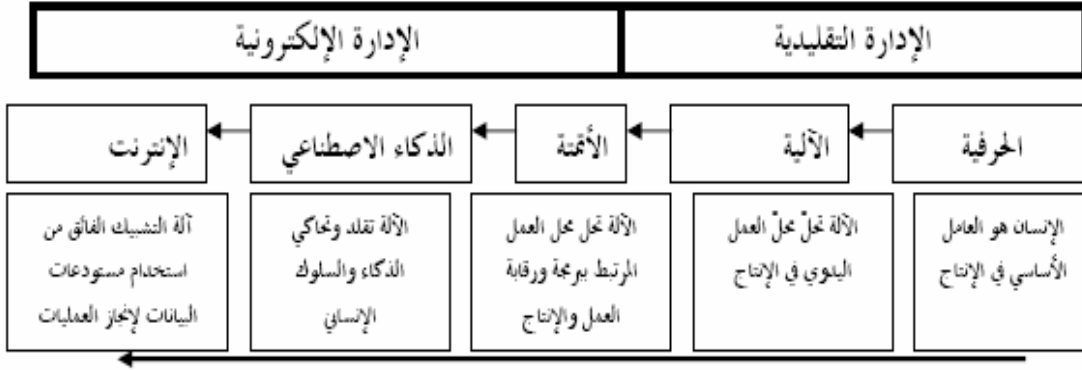 الإدارة التقليدية
الإدارة الإلكترونية
الحرفية
الآلية
الأتمتة
الذكاء الاصطناعي
الإنترنت
الإنسان هو العامل
الأساسي في الإنتاج
الآلة تحلّ محلّ العمل
اليدوي في الإنتاج
الآلة تحل محل العمل
المرتبط ببرمجة ورقابة
العمل والإنتاج
الآلة تقلد وتحاكي
الذكاء والسلوك
الإنساني
آلة التشبيك الفائق من
استخدام مستودعات
البيانات لإنجاز العمليات